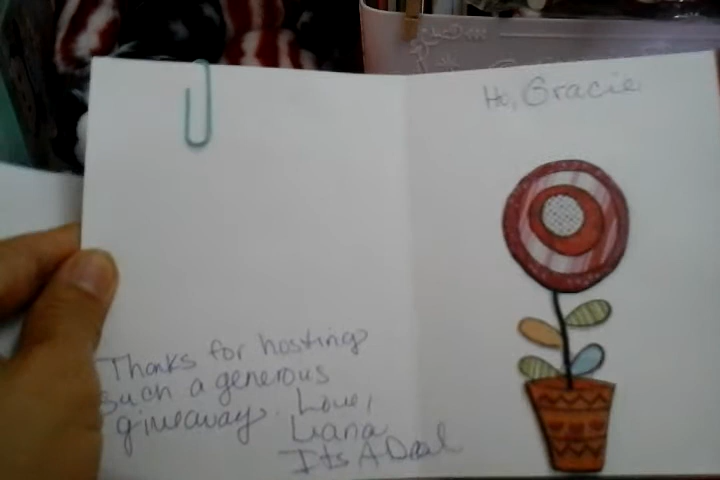 Hi, Gracie
Thanks for hosting
such a generous
giveaway. Love,
Liana
Its A Deal